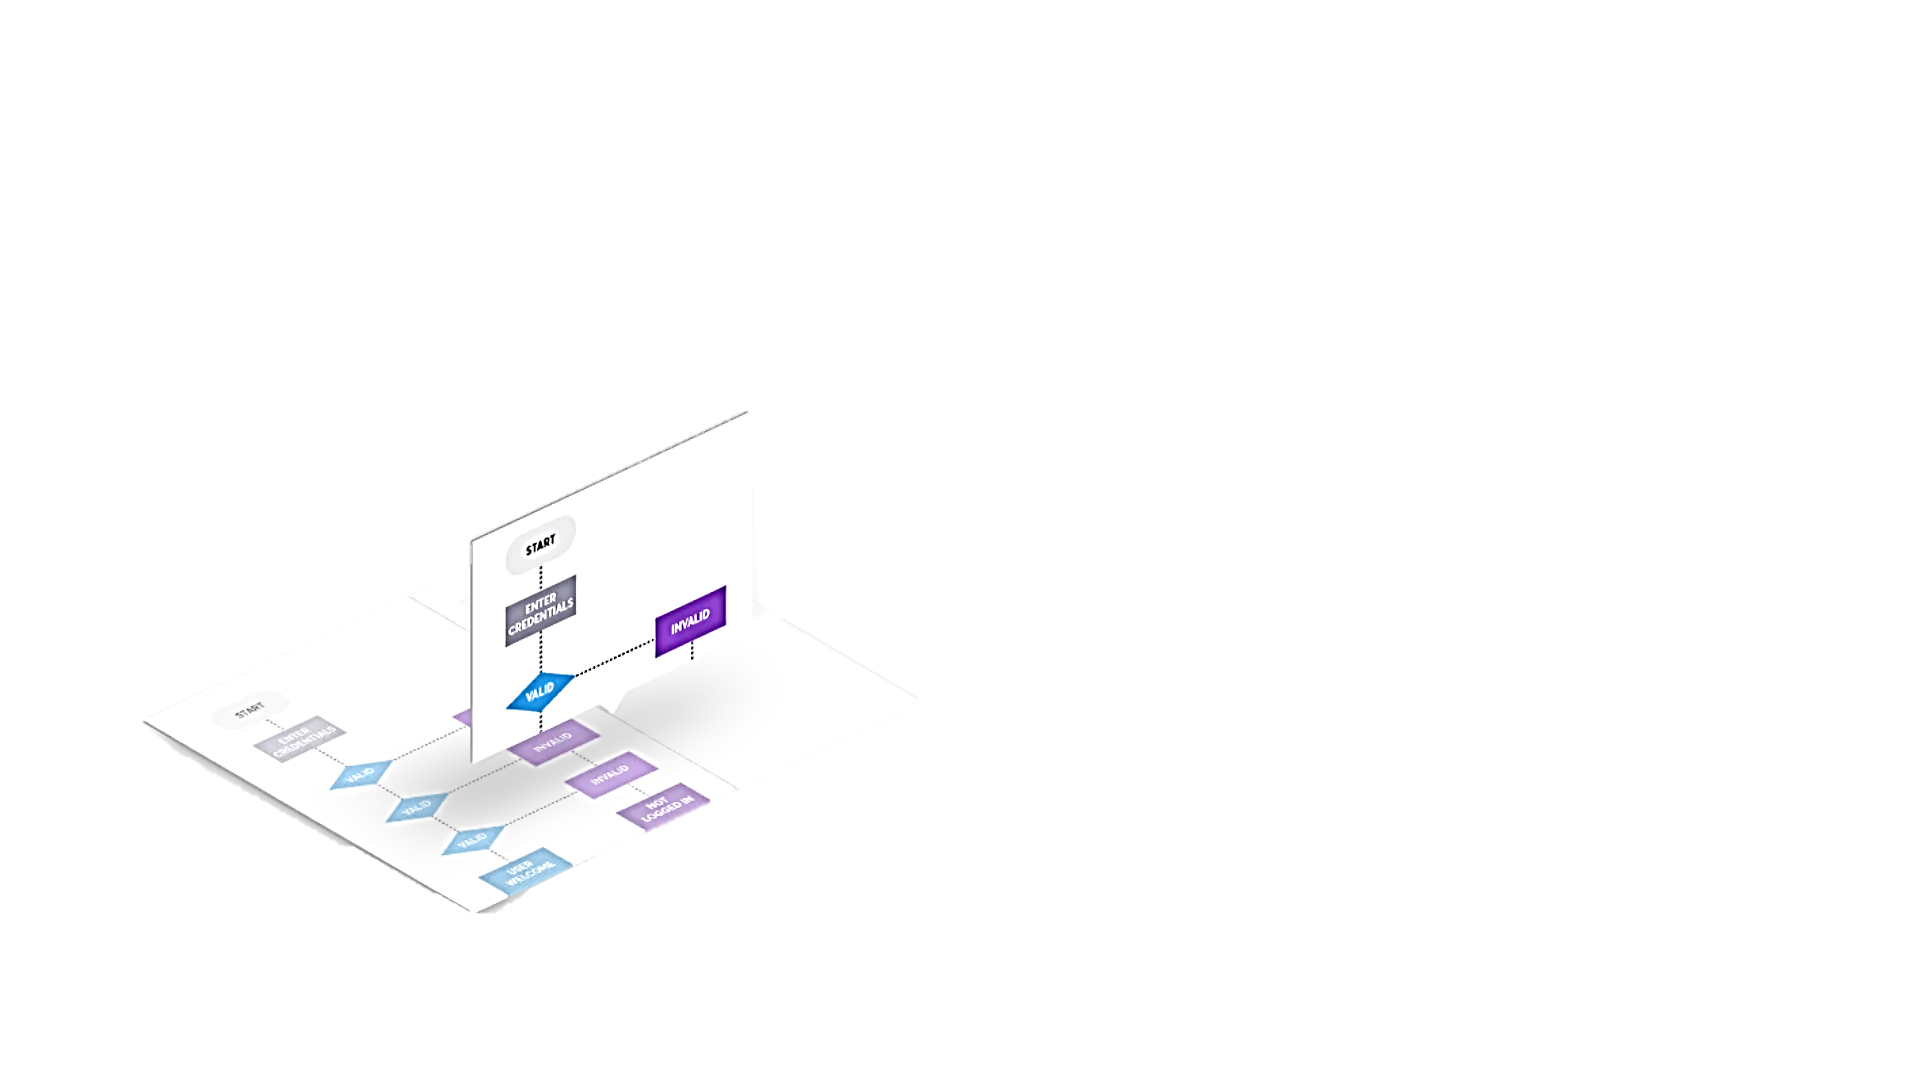 START
ENTER
CREDENTIALS
INVALID
VALID
START
ENTER
CREDENTIALS
VALID
INVALID
VALID
INVALID
VALID
NOT
LOGGED IN
USER
WELCOME